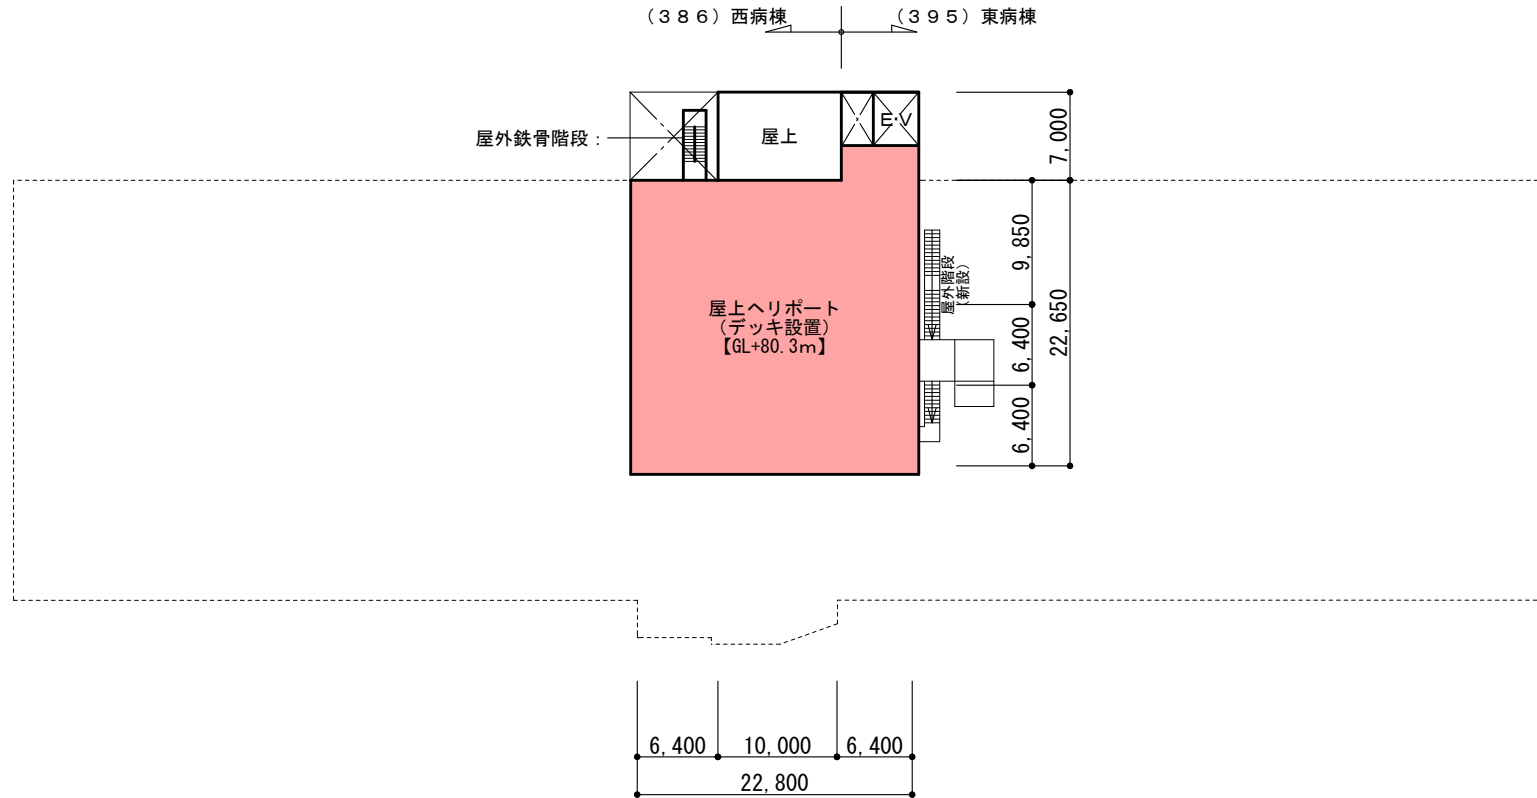 （３８６）西病棟
（３９５）東病棟
屋外鉄骨階段：
屋上
ＥＶ
7,000
9,850
屋外階段
（新設）
22,650
屋上ヘリポート
（デッキ設置）
【GL+80.3ｍ】
6,400
6,400
6,400
10,000
6,400
22,800